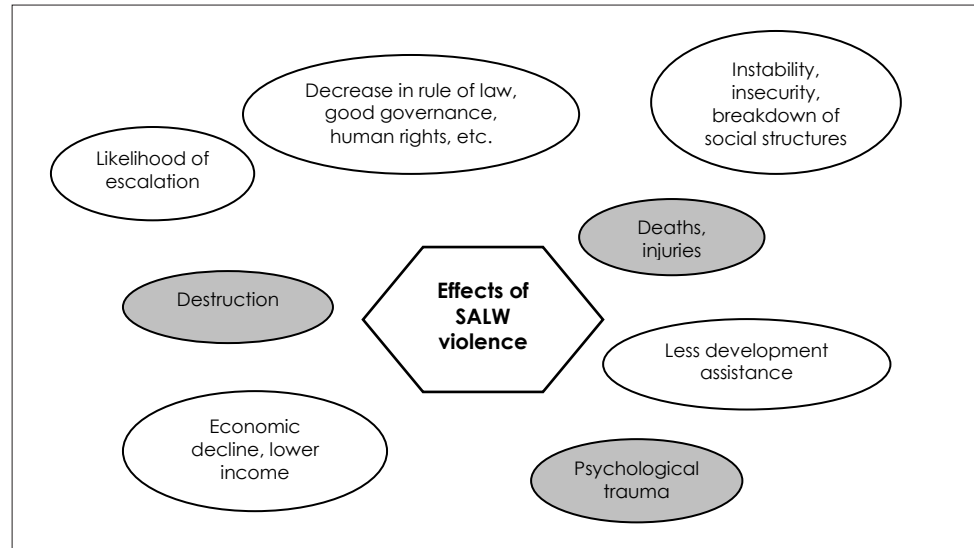 Decrease in rule of law,
good governance,
human rights, etc.
Instability,
insecurity,
breakdown of
social structures
Likelihood of
escalation
Deaths,
injuries
Destruction
Effects of
SALW
violence
Less development
assistance
Economic
decline, lower
income
Psychological
trauma